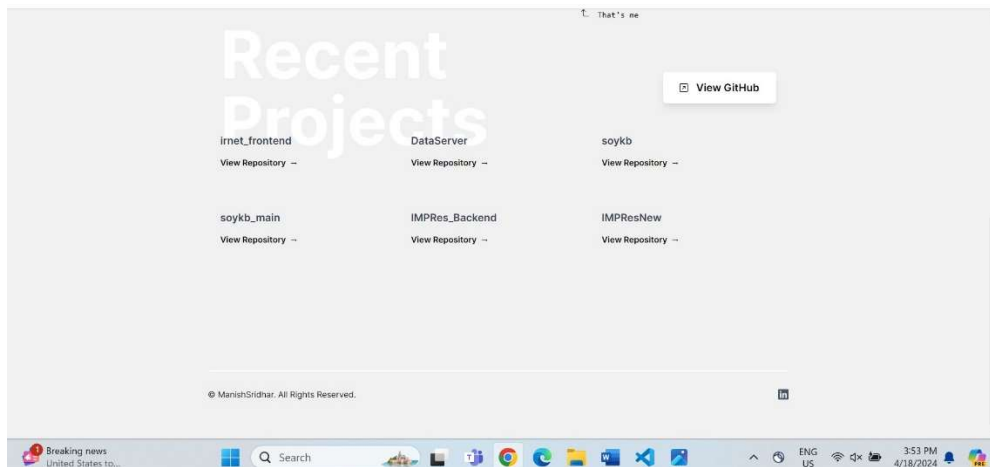 That's me
Recent
Projects
View GitHub
irnet_frontend
DataServer
soykb
View Repository →
View Repository →
View Repository →
soykb_main
IMPRes_Backend
IMPResNew
View Repository →
View Repository →
View Repository →
© ManishSridhar. All Rights Reserved.
in
1
Breaking news
United States to...
Search
ENG
US
3:53 PM
4/18/2024